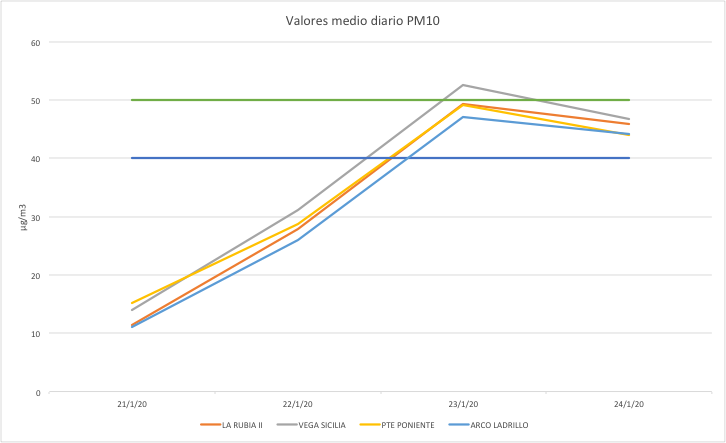 Valores medio diario PM10
60
50
40
30
20
10
0
µg/m3
21/1/20 22/1/20 23/1/20 24/1/20
LA RUBIA II VEGA SICILIA PTE PONIENTE ARCO LADRILLO